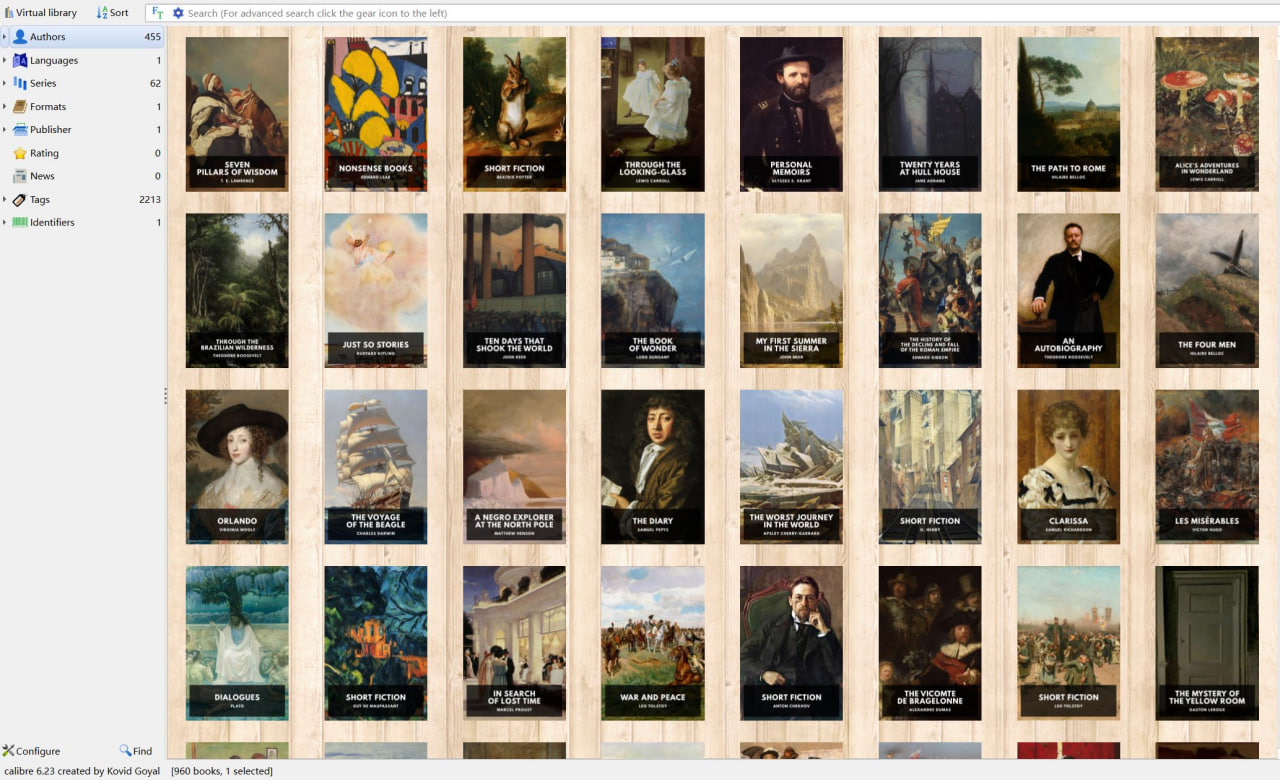 Virtual library
Sort
Search (For advanced search click the gear icon to the left)
Authors 455
Languages 1
Series 62
Formats 1
Publisher 1
Rating 0
News 0
2213
Identifiers 1
SEVEN
PILLARS OF WISDOM
T. E. LAWRENCE
NONSENSE BOOKS
EDWARD LEAR
SHORT FICTION
BEATRIX POTTER
THROUGH THE
LOOKING-GLASS
LEWIS CARROLL
PERSONAL
MEMOIRS
ULYSSES S. GRANT
TWENTY YEARS
AT HULL HOUSE
JANE ADDAMS
THE PATH TO ROME
HILAIRE BELLOC
ALICE'S ADVENTURES
IN WONDERLAND
LEWIS CARROLL
THROUGH THE
BRAZILIAN WILDERNESS
THEODORE ROOSEVELT
JUST SO STORIES
RUDYARD KIPLING
TEN DAYS THAT
SHOOK THE WORLD
JOHN REED
THE BOOK
OF WONDER
LORD DUNSANY
MY FIRST SUMMER
IN THE SIERRA
JOHN MUIR
THE HISTORY OF
THE DECLINE AND FALL
OF THE ROMAN EMPIRE
EDWARD GIBBON
AN
AUTOBIOGRAPHY
THEODORE ROOSEVELT
THE FOUR MEN
HILAIRE BELLOC
ORLANDO
VIRGINIA WOOLF
THE VOYAGE
OF THE BEAGLE
CHARLES DARWIN
A NEGRO EXPLORER
AT THE NORTH POLE
MATTHEW HENSON
THE DIARY
SAMUEL PEPYS
THE WORST JOURNEY
IN THE WORLD
APSLEY CHERRY-GARRARD
SHORT FICTION
O. HENRY
CLARISSA
SAMUEL RICHARDSON
LES MISÉRABLES
VICTOR HUGO
DIALOGUES
PLATO
SHORT FICTION
GUY DE MAUPASSANT
IN SEARCH
OF LOST TIME
MARCEL PROUST
WAR AND PEACE
LEO TOLSTOY
SHORT FICTION
ANTON CHEKHOV
THE VICOMTE
DE BRAGELONNE
ALEXANDRE DUMAS
SHORT FICTION
LEO TOLSTOY
THE MYSTERY OF
THE YELLOW ROOM
GASTON LEROUX
Configure
Find
calibre 6.23 created by Kovid Goyal [960 books, 1 selected]